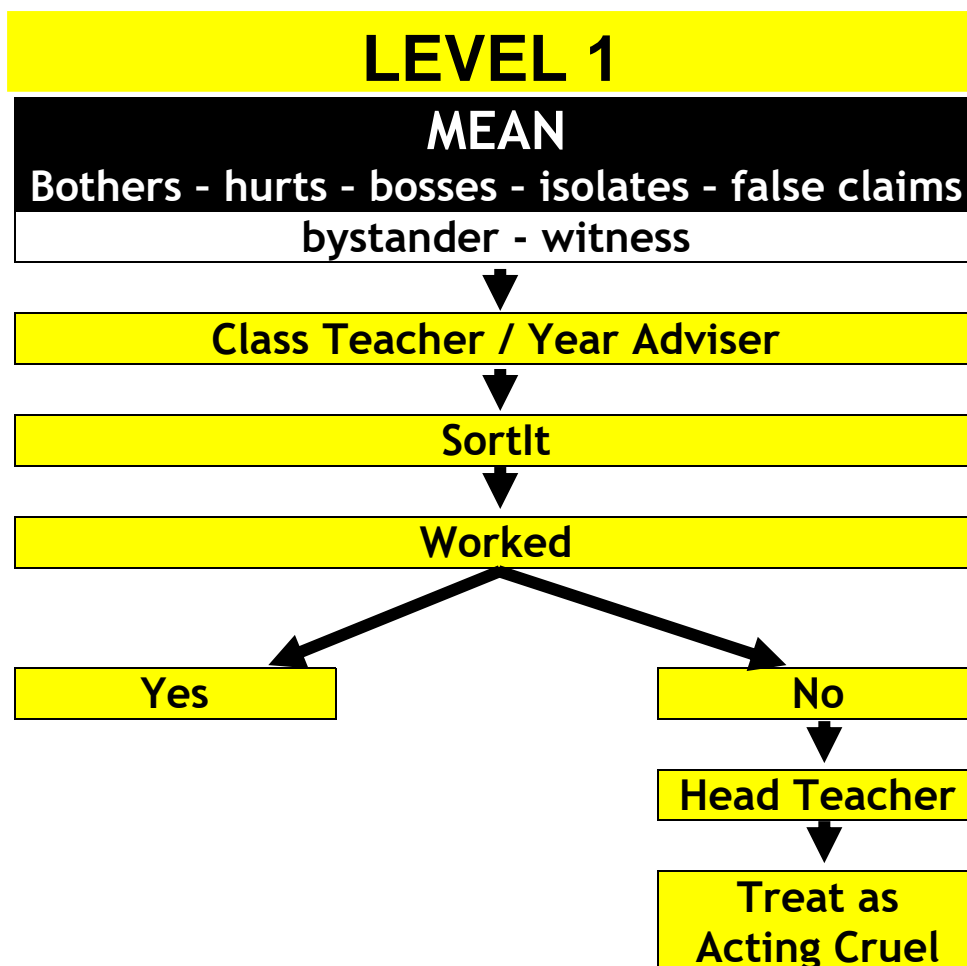 LEVEL 1
MEAN
Bothers – hurts – bosses – isolates – false claims
bystander - witness
Class Teacher / Year Adviser
SortIt
Worked
Yes
No
Head Teacher
Treat as
Acting Cruel